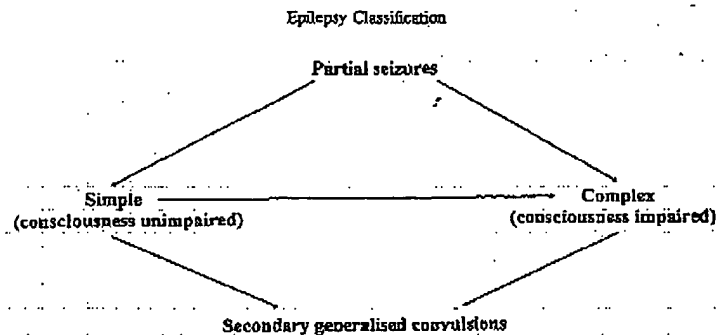 Epilepsy Classification
Partial seizures
Simple
(consciousness unimpaired)
Complex
(consciousness impaired)
Secondary generalised convulsions